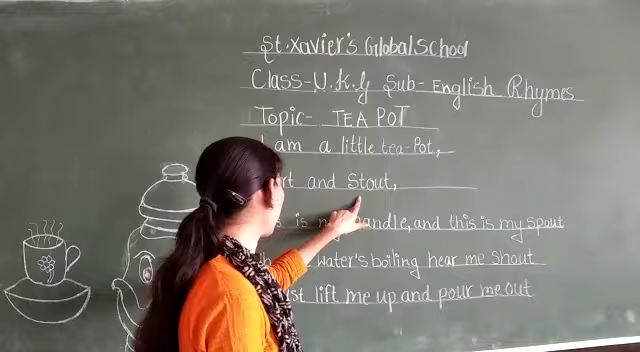 St. Xavier's Global School
Class-U.K.G Sub- English Rhymes
Topic- TEA POT
I am a little tea-Pot,
and Stout,
is my handle, and this is my spout
water's boiling hear me Shout
lift me up and pour me out